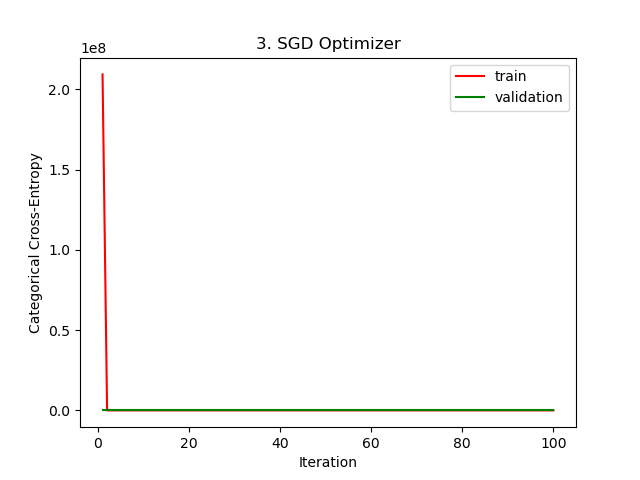 3. SGD Optimizer
1e8
train
validation
2.0
1.5
1.0
0.5
0.0
Categorical Cross-Entropy
0 20 40 60 80 100
Iteration